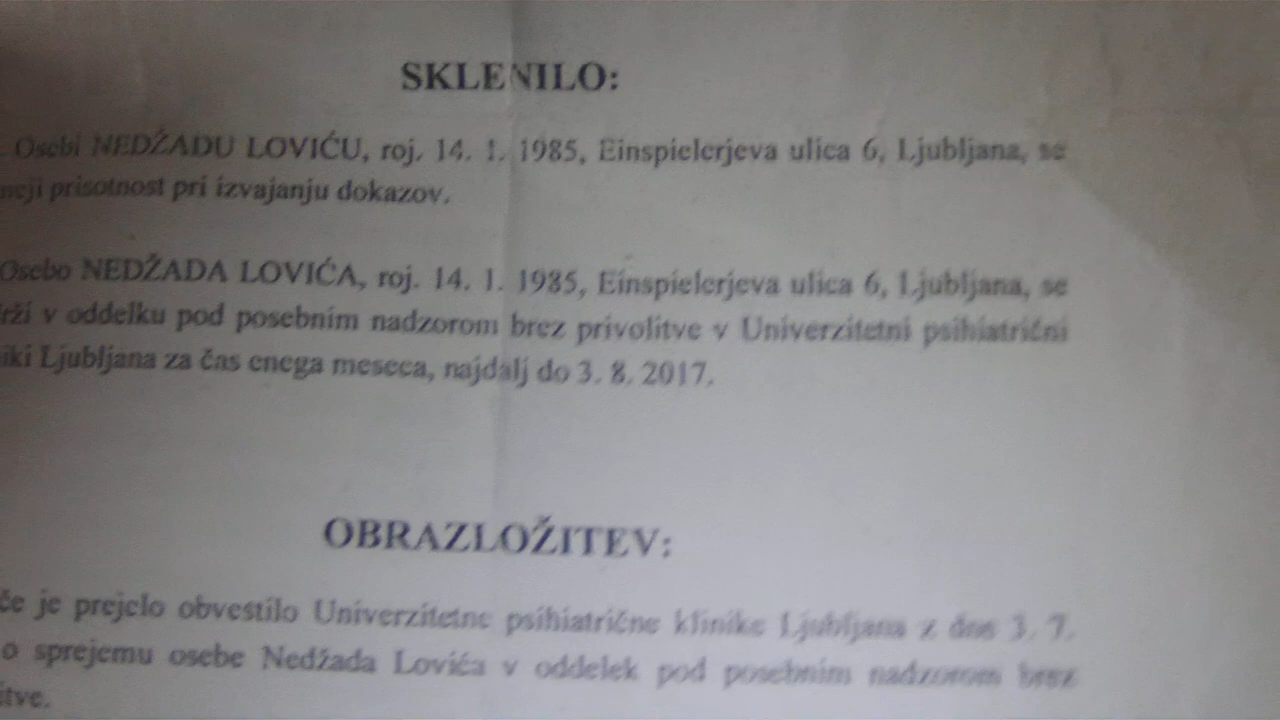 SKLENILO:
Osebi NEDŽADU LOVIĆU, roj. 14. 1. 1985, Einspielerjeva ulica 6, Ljubljana, se
neji prisotnost pri izvajanju dokazov.
Osebo NEDŽADA LOVIĆA, roj. 14. 1. 1985, Einspielerjeva ulica 6, Ljubljana, se
rži v oddelku pod posebnim nadzorom brez privolitve v Univerzitetni psihiatrični
iki Ljubljana za čas enega meseca, najdalj do 3. 8. 2017.
OBRAZLOŽITEV:
če je prejelo obvestilo Univerzitetne psihiatrične klinike Ljubljana z dne 3. 7.
o sprejemu osebe Nedžada Lovića v oddelek pod posebnim nadzorom brez
itve.